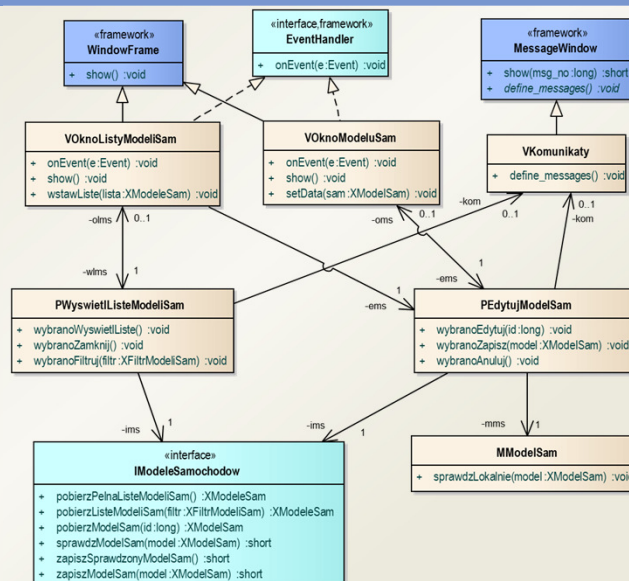 «framework»
WindowFrame
+ show() :void
«interface,framework»
EventHandler
+ onEvent(e:Event) :void
«framework»
MessageWindow
+ show(msg_no:long) :short
+ define_messages() :void
VOknoListyModeliSam
+ onEvent(e:Event) :void
+ show() :void
+ wstawListe(lista:XModeleSam) :void
VOknoModeluSam
+ onEvent(e:Event) :void
+ show() :void
+ setData(sam:XModelSam) :void
VKomunikaty
+ define_messages() :void
-olms
0..1
-oms
0..1
-kom
0..1
0..1
-kom
-wlms
1
-ems
1
1
-ems
PWyswietlListeModeliSam
+ wybranoWyswietlListe() :void
+ wybranoZamknij() :void
+ wybranoFiltruj(filtr:XFiltrModeliSam) :void
PEdytujModelSam
+ wybranoEdytuj(id:long) :void
+ wybranoZapisz(model:XModelSam) :void
+ wybranoAnuluj() :void
-ims
1
-ims
1
-mms
1
«interface»
IModeleSamochodow
+ pobierzPelnaListeModeliSam() :XModeleSam
+ pobierzListeModeliSam(filtr:XFiltrModeliSam) :XModeleSam
+ pobierzModelSam(id:long) :XModelSam
+ sprawdzModelSam(model:XModelSam) :short
+ zapiszSprawdzonyModelSam() :short
+ zapiszModelSam(model:XModelSam) :short
MModelSam
+ sprawdzLokalnie(model:XModelSam) :void